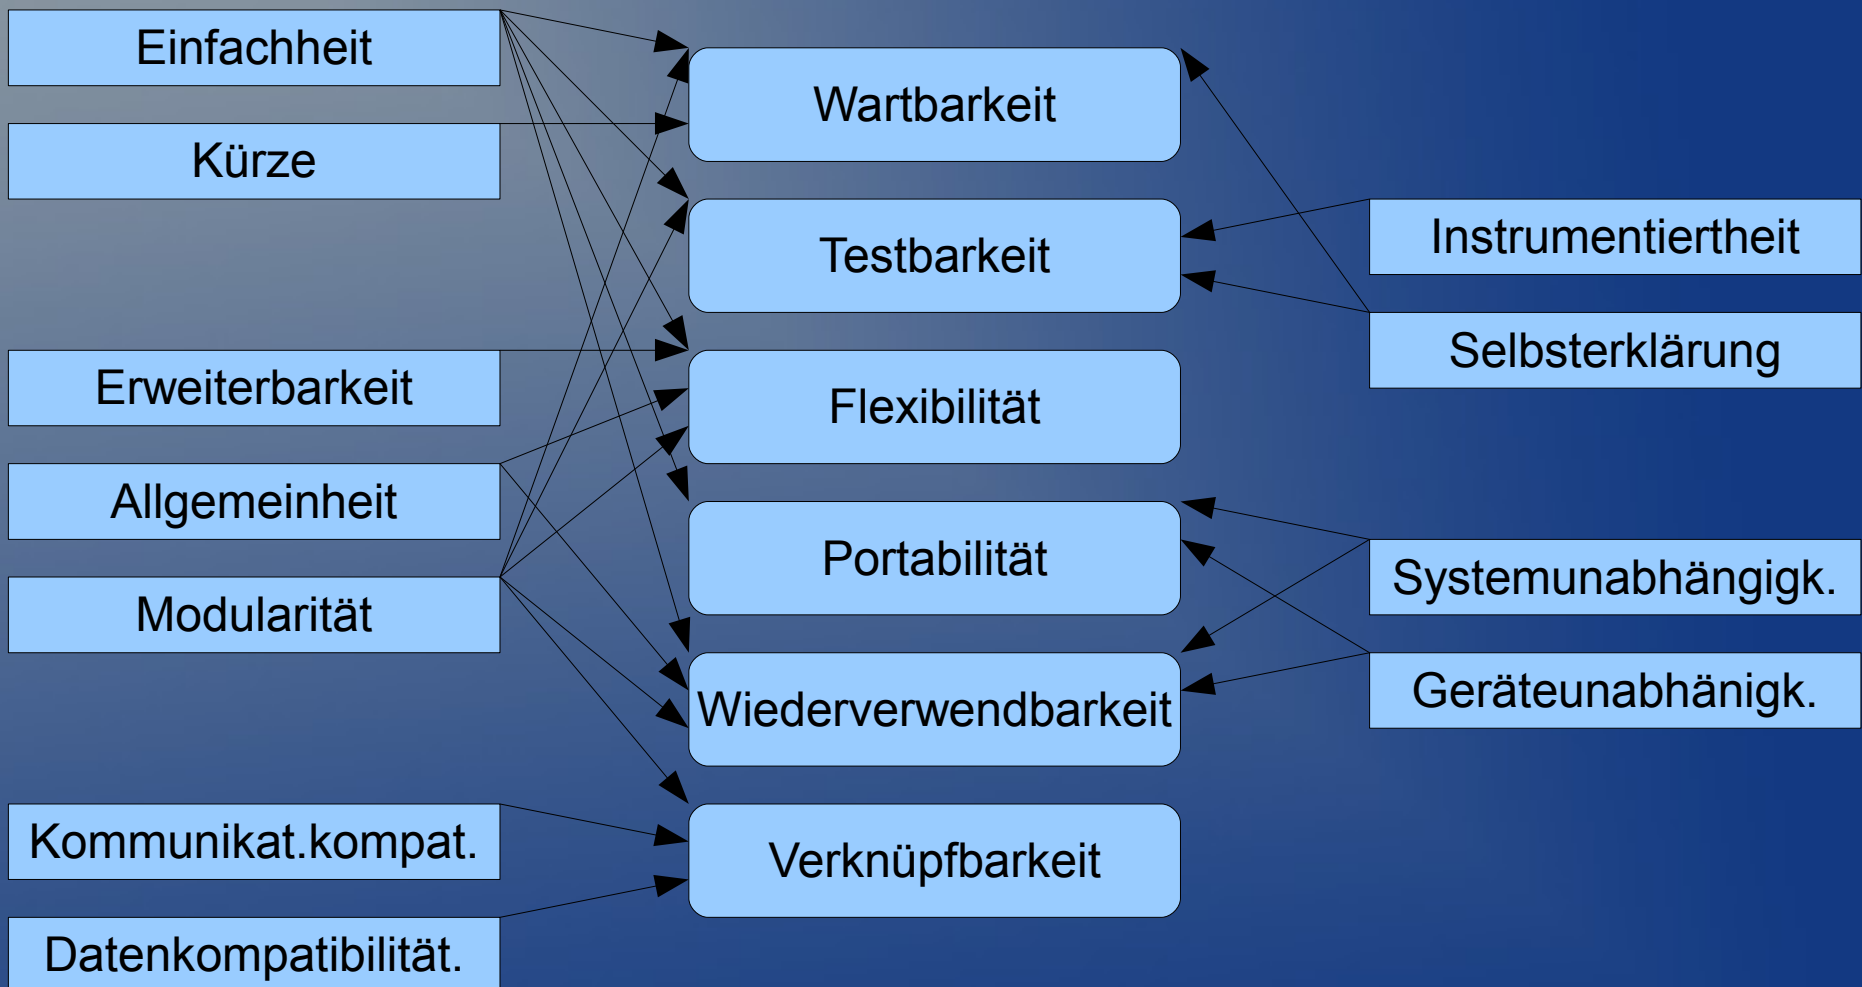 Einfachheit
Kürze
Erweiterbarkeit
Allgemeinheit
Modularität
Kommunikat.kompat.
Datenkompatibilität.
Wartbarkeit
Testbarkeit
Flexibilität
Portabilität
Wiederverwendbarkeit
Verknüpfbarkeit
Instrumentiertheit
Selbsterklärung
Systemunabhängigk.
Geräteunabhänigk.